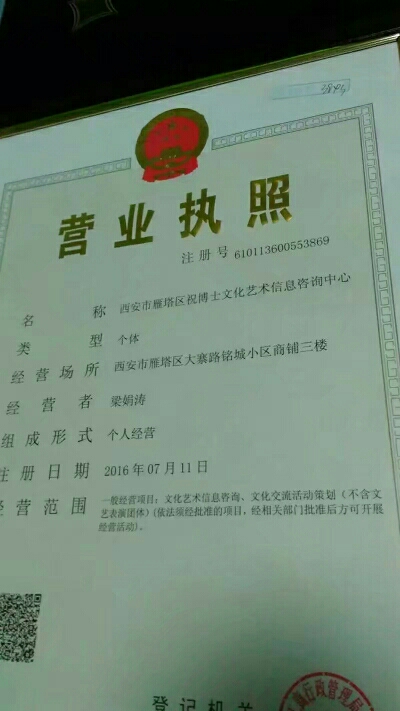 营业执照
注册号 610113600553869
名称 西安市雁塔区祝博士文化艺术信息咨询中心
类型 个体
经营场所 西安市雁塔区大寨路铭城小区商铺三楼
经营者 梁娟涛
组成形式 个人经营
注册日期 2016年07月11日
经营范围 一般经营项目：文化艺术信息咨询、文化交流活动策划（不含文
艺表演团体）（依法须经批准的项目，经相关部门批准后方可开展
经营活动）。
登记机关
商行政管理局